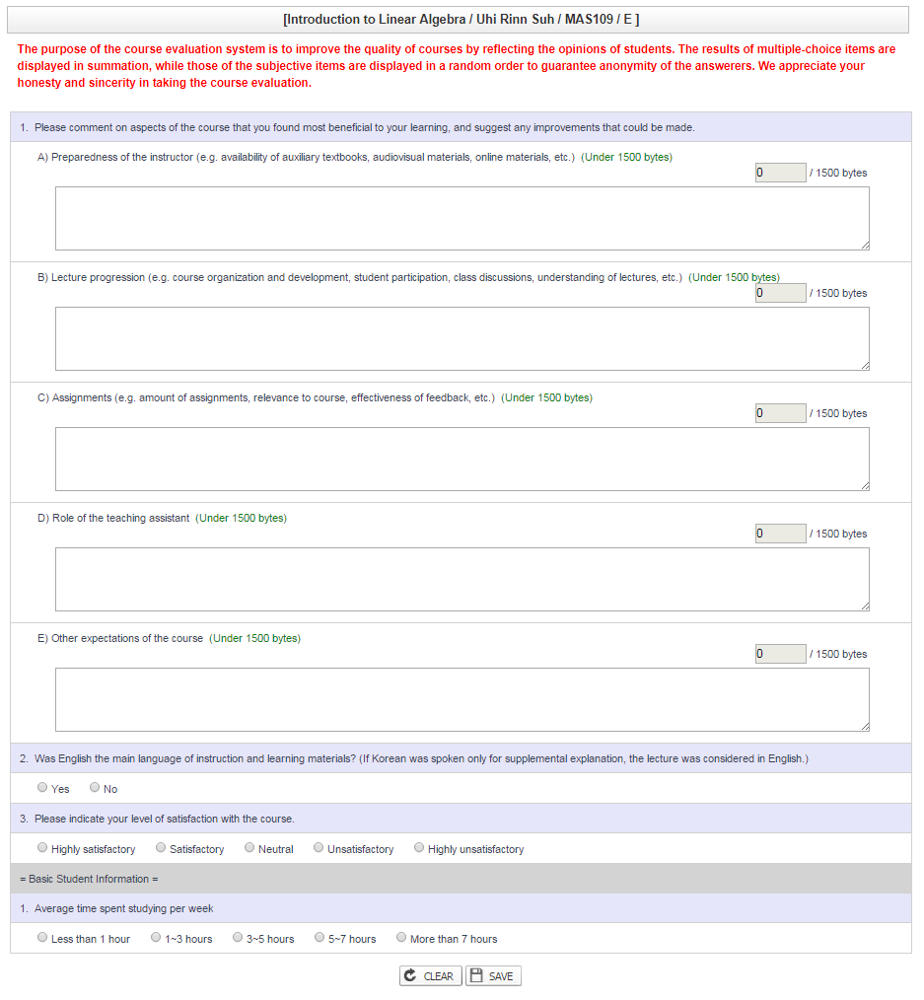 [Introduction to Linear Algebra / Uhi Rinn Suh / MAS109 / E ]
The purpose of the course evaluation system is to improve the quality of courses by reflecting the opinions of students. The results of multiple-choice items are
displayed in summation, while those of the subjective items are displayed in a random order to guarantee anonymity of the answerers. We appreciate your
honesty and sincerity in taking the course evaluation.
1. Please comment on aspects of the course that you found most beneficial to your learning, and suggest any improvements that could be made.
A) Preparedness of the instructor (e.g. availability of auxiliary textbooks, audiovisual materials, online materials, etc.) (Under 1500 bytes)
0 / 1500 bytes
B) Lecture progression (e.g. course organization and development, student participation, class discussions, understanding of lectures, etc.) (Under 1500 bytes)
0 / 1500 bytes
C) Assignments (e.g. amount of assignments, relevance to course, effectiveness of feedback, etc.) (Under 1500 bytes)
0 / 1500 bytes
D) Role of the teaching assistant (Under 1500 bytes)
0 / 1500 bytes
E) Other expectations of the course (Under 1500 bytes)
0 / 1500 bytes
2. Was English the main language of instruction and learning materials? (If Korean was spoken only for supplemental explanation, the lecture was considered in English.)
Yes No
3. Please indicate your level of satisfaction with the course.
Highly satisfactory Satisfactory Neutral Unsatisfactory Highly unsatisfactory
= Basic Student Information =
1. Average time spent studying per week
Less than 1 hour 1~3 hours 3~5 hours 5~7 hours More than 7 hours
CLEAR SAVE